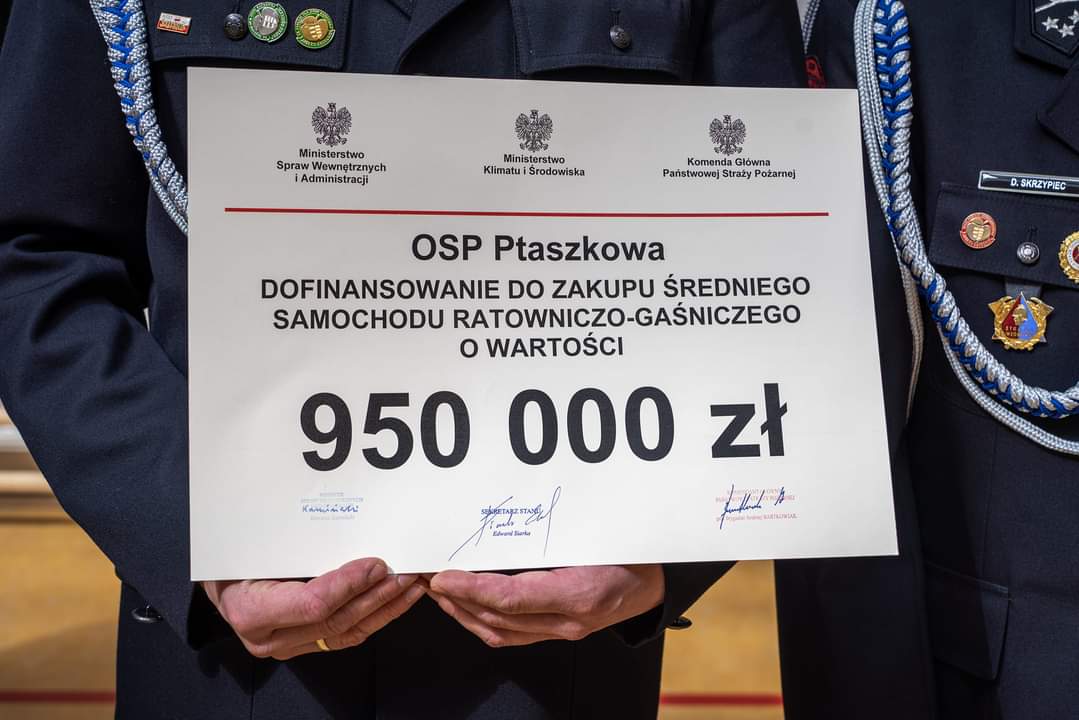 Ministerstwo
Spraw Wewnętrznych
i Administracji
Ministerstwo
Klimatu i Środowiska
Komenda Główna
Państwowej Straży Pożarnej
D. SKRZYPIEC
OSP Ptaszkowa
DOFINANSOWANIE DO ZAKUPU ŚREDNIEGO
SAMOCHODU RATOWNICZO-GAŚNICZEGO
O WARTOŚCI
950 000 zł
SEKRETARZ STANU
Edward Siarka